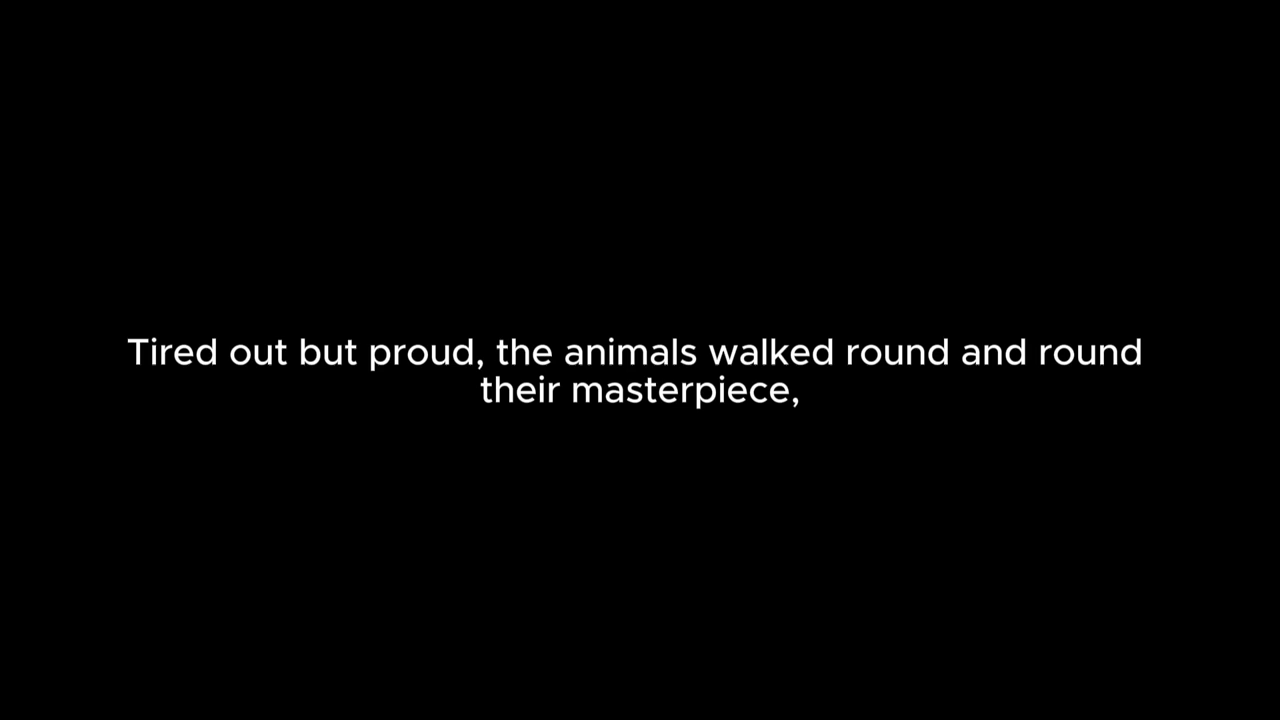 Tired out but proud, the animals walked round and round
their masterpiece,